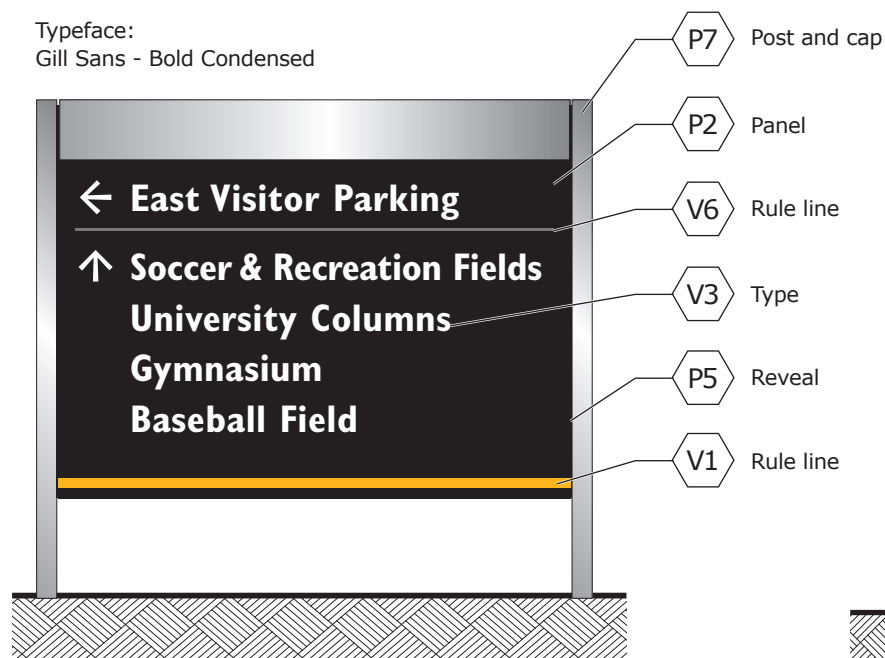 Typeface:
Gill Sans - Bold Condensed
P7 Post and cap
P2 Panel
← East Visitor Parking
V6 Rule line
↑ Soccer & Recreation Fields
V3 Type
University Columns
Gymnasium
P5 Reveal
Baseball Field
V1 Rule line